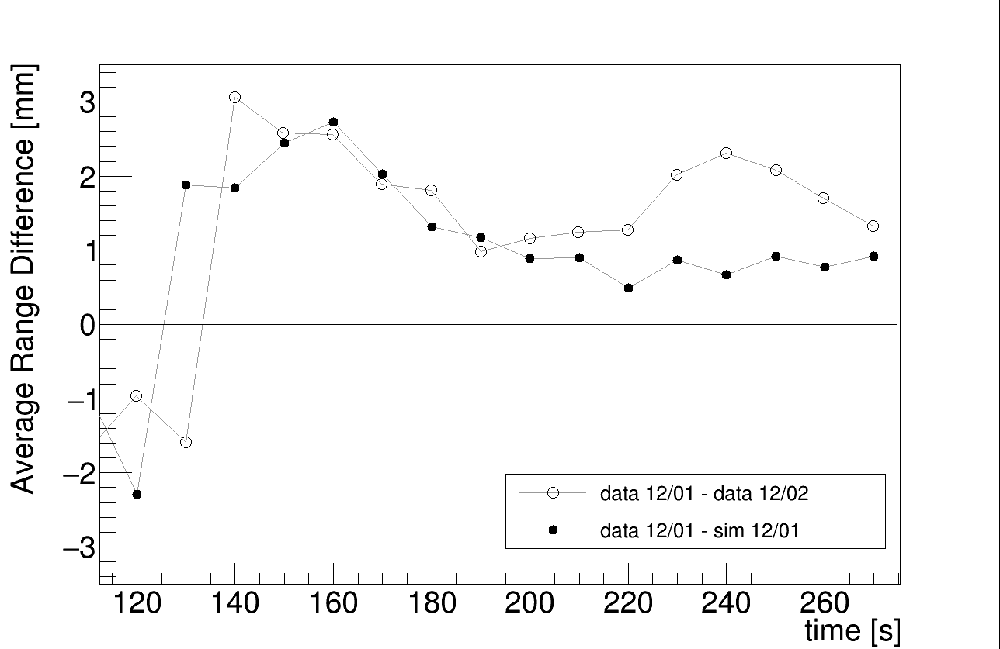 Average Range Difference [mm]
3
2
1
0
−1
−2
−3
data 12/01 - data 12/02
data 12/01 - sim 12/01
120 140 160 180 200 220 240 260
time [s]